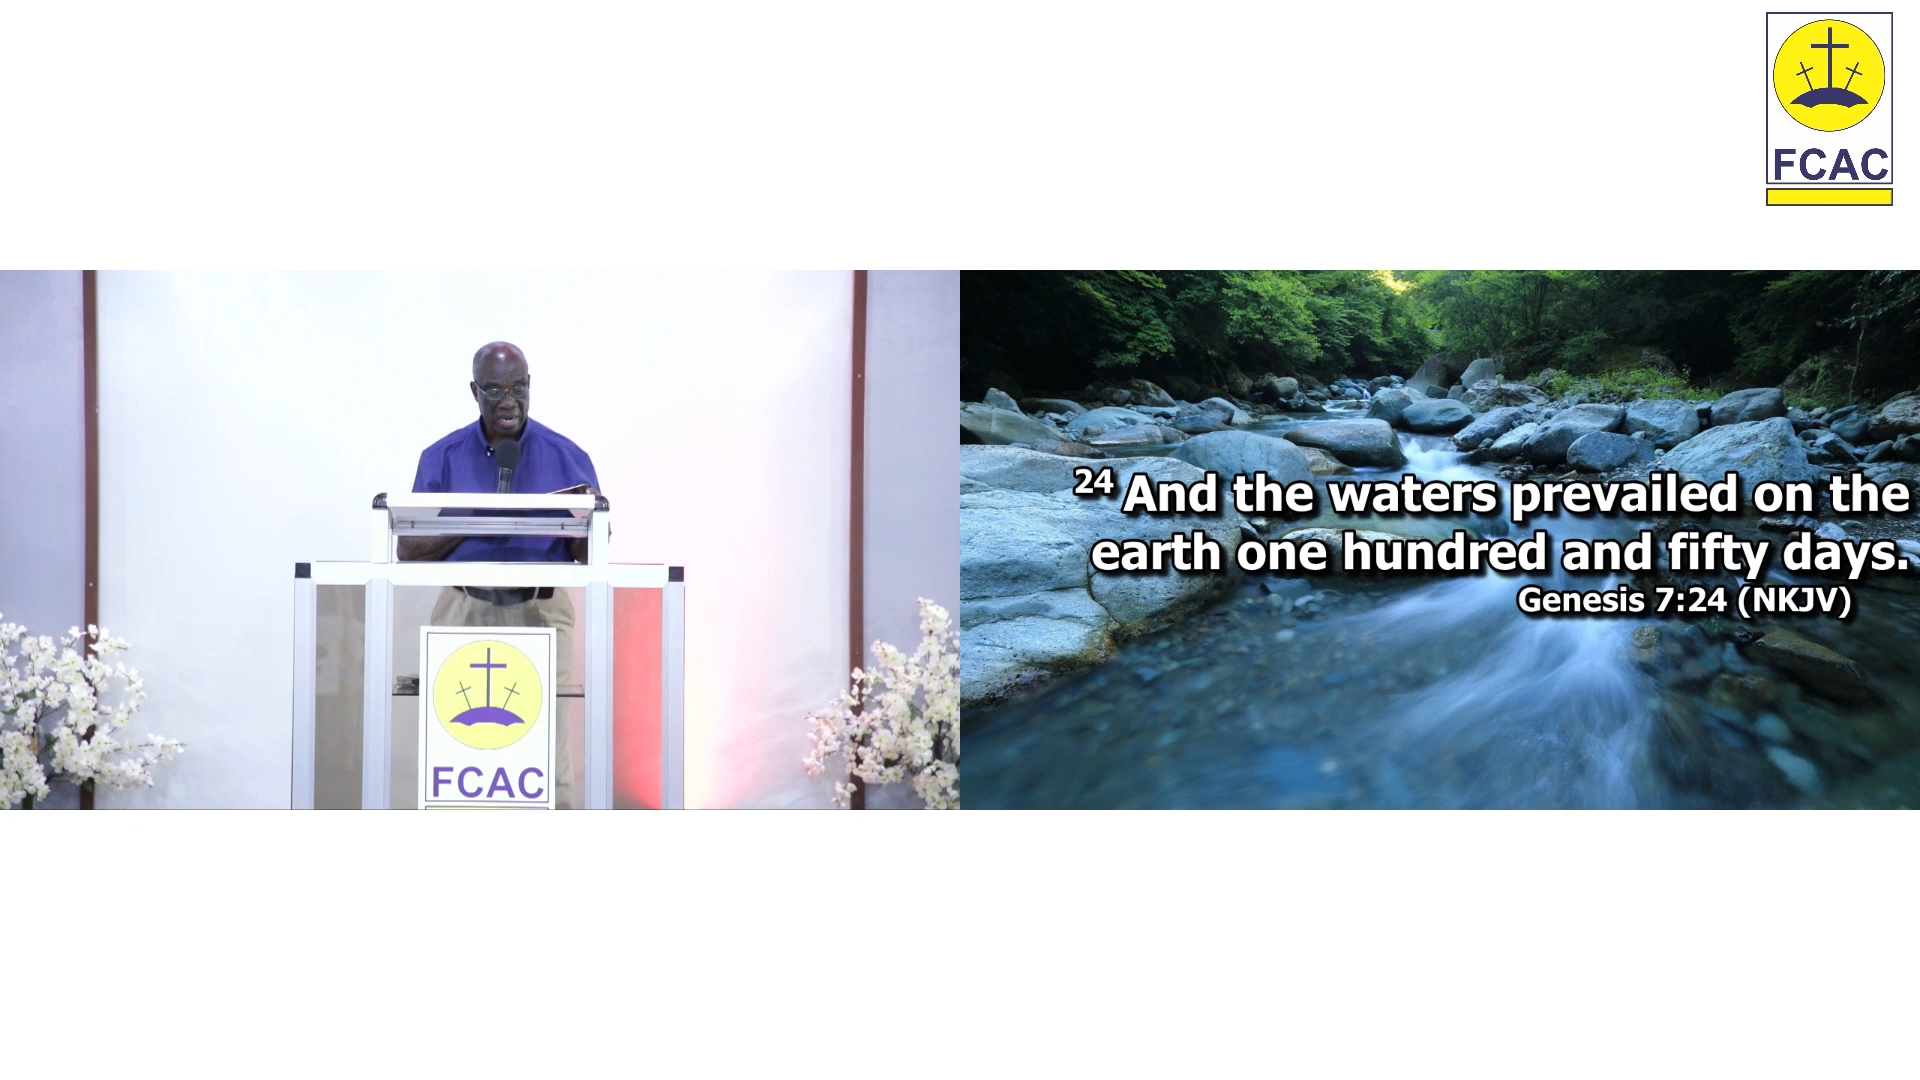 FCAC
24 And the waters prevailed on the
earth one hundred and fifty days.
Genesis 7:24 (NKJV)
FCAC